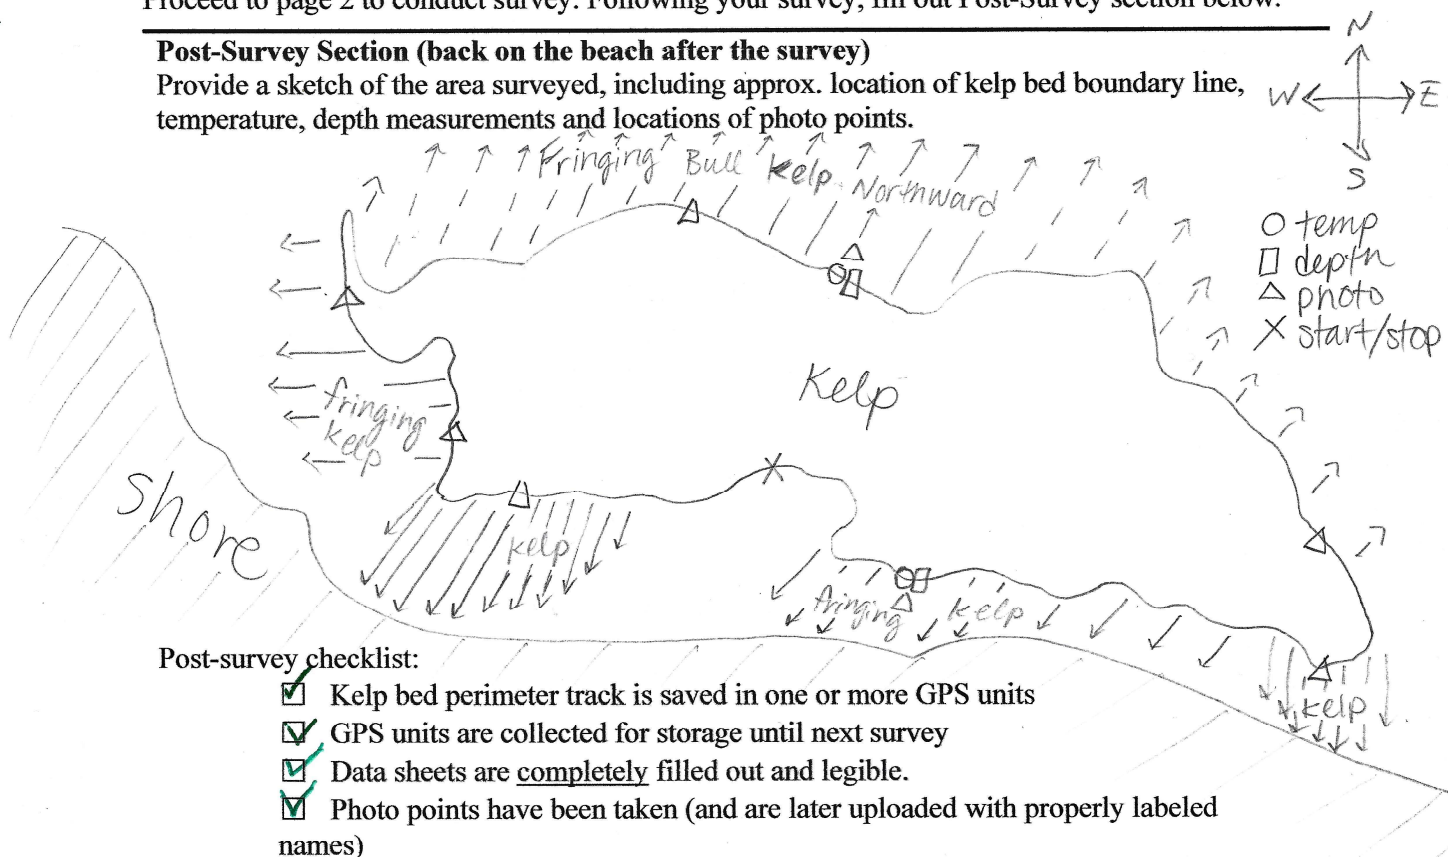 Proceed to page 2 to conduct survey. Following your survey, fill out Post-Survey section below.
Post-Survey Section (back on the beach after the survey)
Provide a sketch of the area surveyed, including approx. location of kelp bed boundary line,
temperature, depth measurements and locations of photo points.
N
W E
S
Fringing Bull Kelp Northward
temp
depth
photo
start/stop
Kelp
fringing
kelp
shore
kelp
fringing kelp
kelp
Post-survey checklist:
Kelp bed perimeter track is saved in one or more GPS units
GPS units are collected for storage until next survey
Data sheets are completely filled out and legible.
Photo points have been taken (and are later uploaded with properly labeled
names)